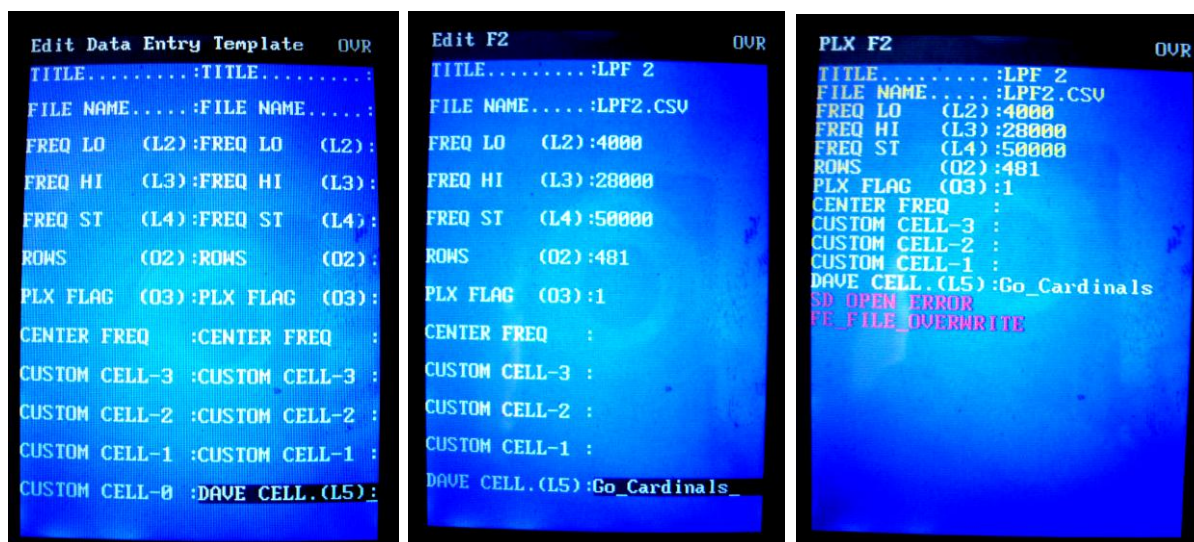 Edit Data Entry Template OVR
TITLE.........:TITLE.........:
FILE NAME.....:FILE NAME.....:
FREQ LO (L2):FREQ LO (L2):
FREQ HI (L3):FREQ HI (L3):
FREQ ST (L4):FREQ ST (L4):
ROWS (O2):ROWS (O2):
PLX FLAG (O3):PLX FLAG (O3):
CENTER FREQ :CENTER FREQ :
CUSTOM CELL-3 :CUSTOM CELL-3 :
CUSTOM CELL-2 :CUSTOM CELL-2 :
CUSTOM CELL-1 :CUSTOM CELL-1 :
CUSTOM CELL-0 :DAVE CELL.(L5):
Edit F2 OVR
TITLE.........:LPF 2
FILE NAME.....:LPF2.CSV
FREQ LO (L2):4000
FREQ HI (L3):28000
FREQ ST (L4):50000
ROWS (O2):481
PLX FLAG (O3):1
CENTER FREQ :
CUSTOM CELL-3 :
CUSTOM CELL-2 :
CUSTOM CELL-1 :
DAVE CELL.(L5):Go_Cardinals_
PLX F2 OVR
TITLE.........:LPF 2
FILE NAME.....:LPF2.CSV
FREQ LO (L2):4000
FREQ HI (L3):28000
FREQ ST (L4):50000
ROWS (O2):481
PLX FLAG (O3):1
CENTER FREQ :
CUSTOM CELL-3 :
CUSTOM CELL-2 :
CUSTOM CELL-1 :
DAVE CELL.(L5):Go_Cardinals
SD OPEN ERROR
FE_FILE_OVERWRITE